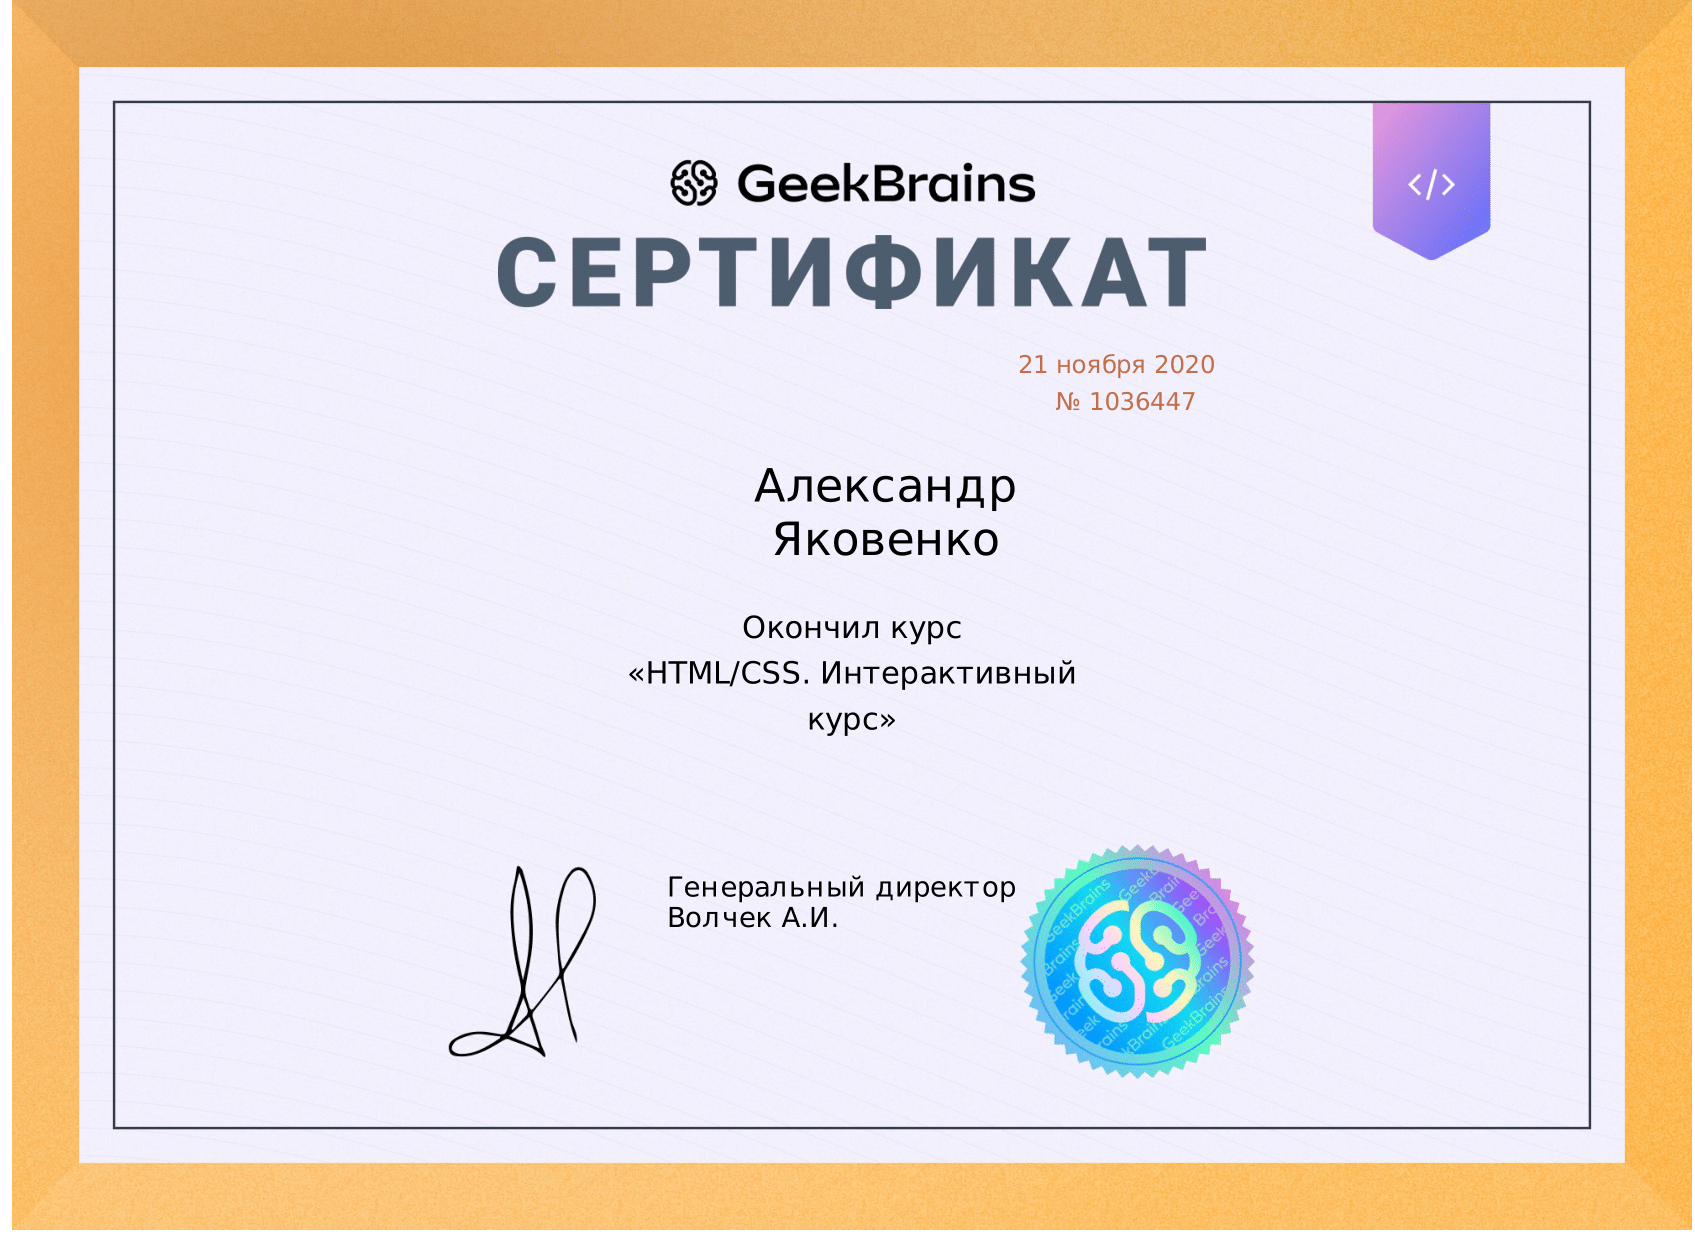 GeekBrains
СЕРТИФИКАТ
</>
21 ноября 2020
№ 1036447
Александр
Яковенко
Окончил курс
«HTML/CSS. Интерактивный
курс»
Генеральный директор
Волчек А.И.